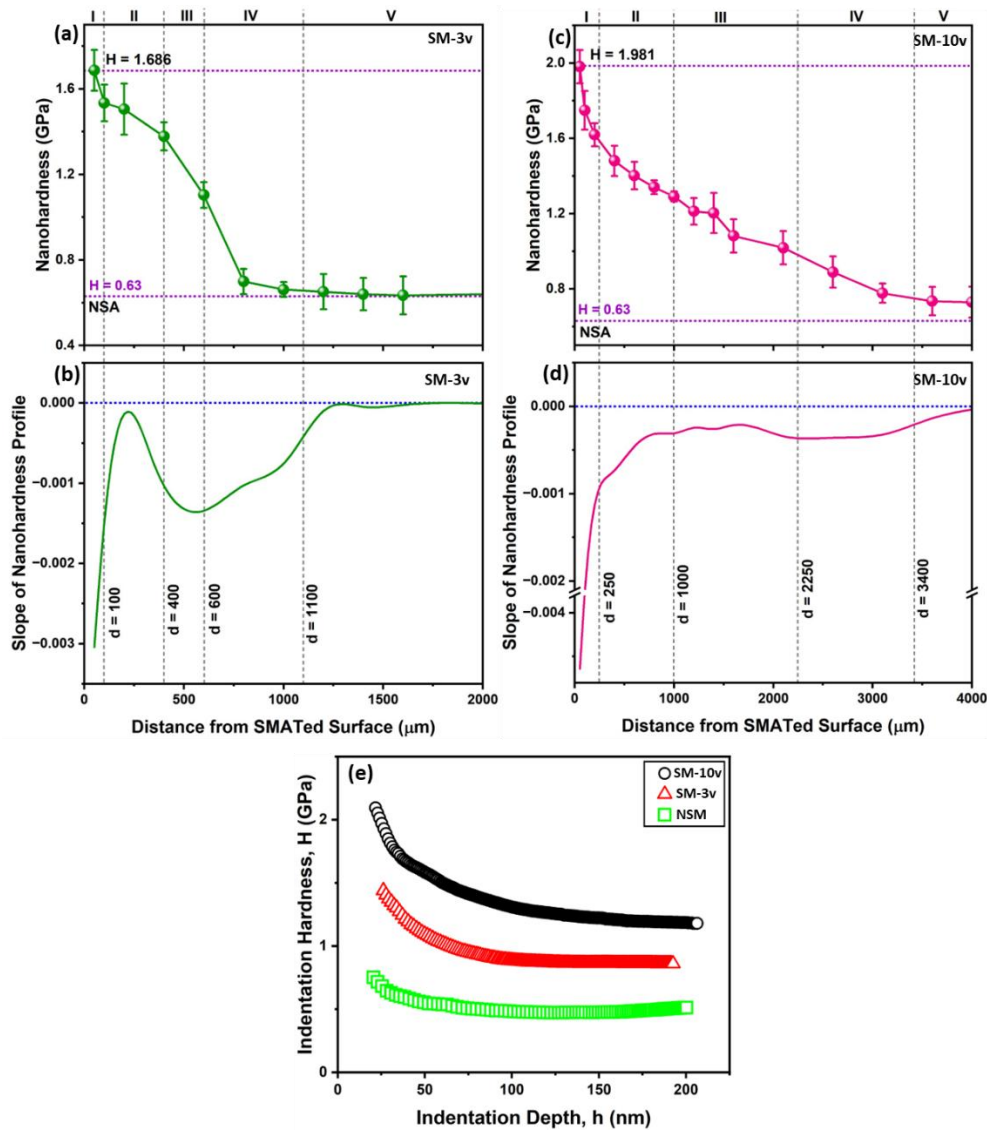 I II III IV V
(a) SM-3v
H = 1.686
1.6
1.2
0.8
0.4
Nanohardness (GPa)
H = 0.63
NSA
I II III IV V
(c) SM-10v
H = 1.981
2.0
1.6
1.2
0.8
Nanohardness (GPa)
H = 0.63
NSA
(b) SM-3v
0.000
−0.001
−0.002
−0.003
Slope of Nanohardness Profile
d = 100
d = 400
d = 600
d = 1100
0 500 1000 1500 2000
Distance from SMATed Surface (μm)
(d) SM-10v
0.000
−0.001
−0.002
−0.004
Slope of Nanohardness Profile
d = 250
d = 1000
d = 2250
d = 3400
0 1000 2000 3000 4000
Distance from SMATed Surface (μm)
(e)
SM-10v
SM-3v
NSM
2
1
0
Indentation Hardness, H (GPa)
0 50 100 150 200
Indentation Depth, h (nm)